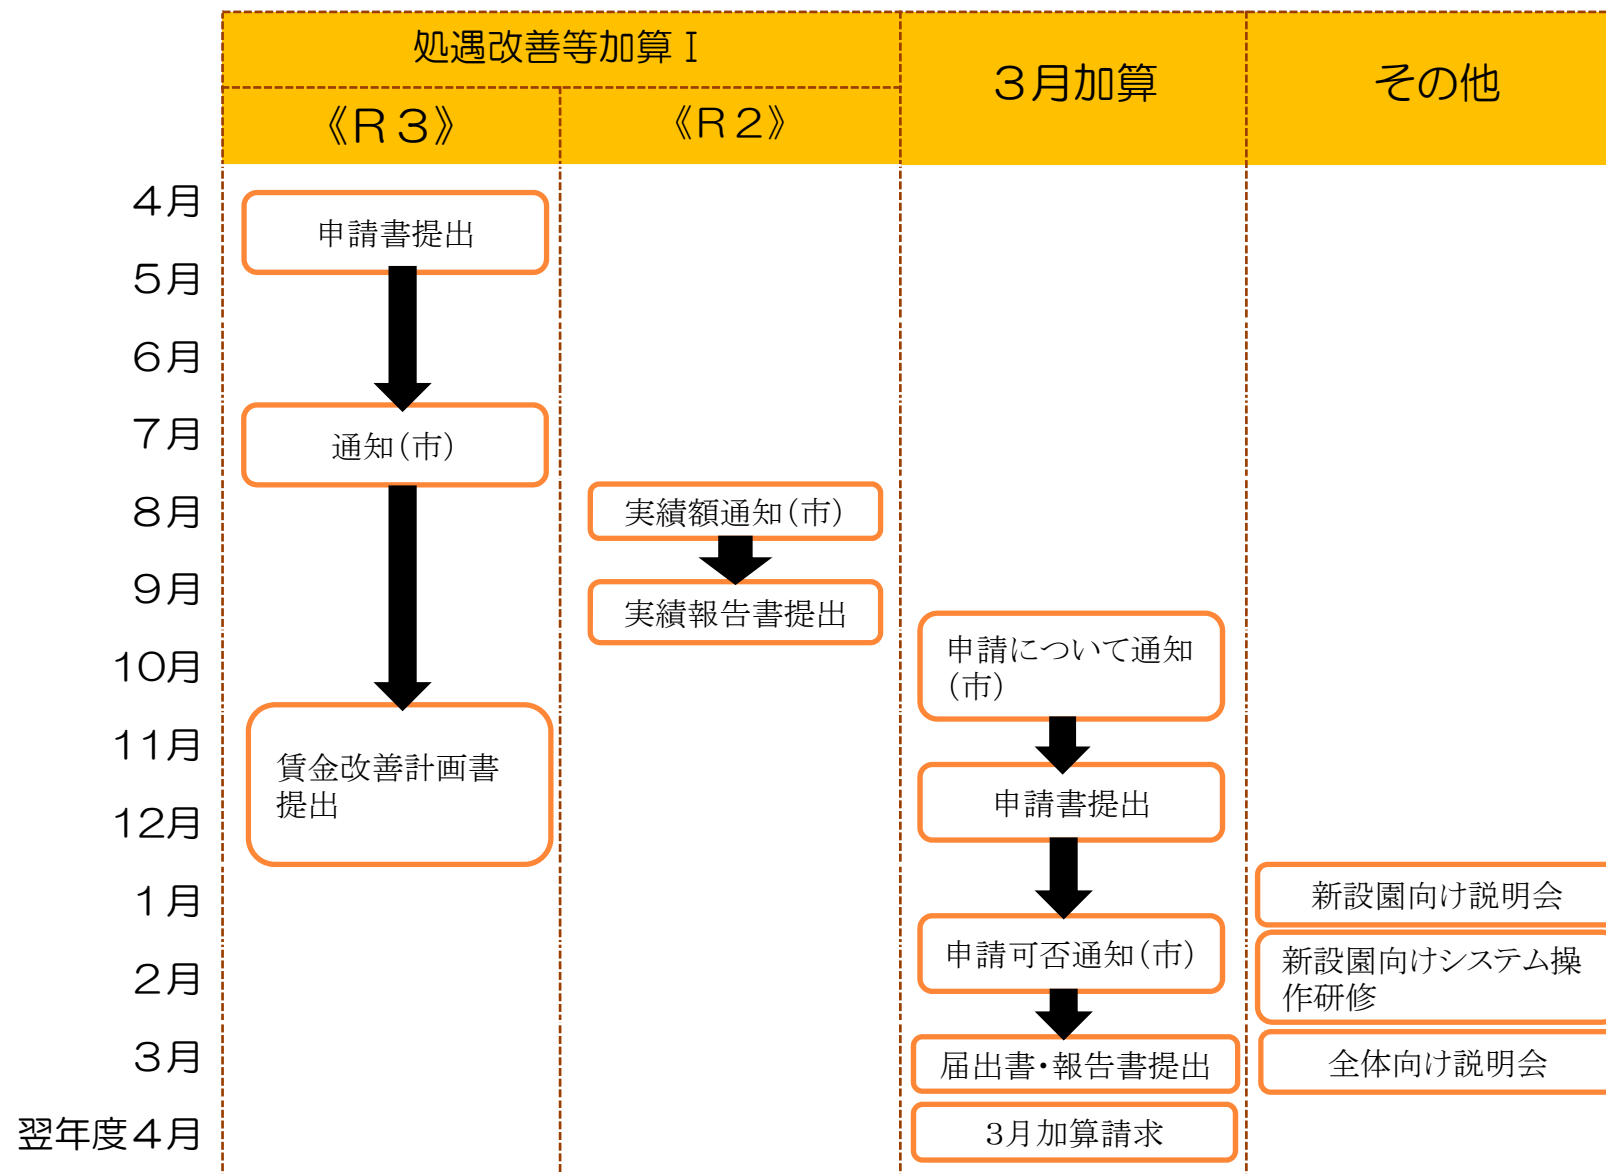 処遇改善等加算Ⅰ
3月加算
その他
《R3》
《R2》
4月
申請書提出
5月
6月
7月
通知(市)
8月
実績額通知(市)
9月
実績報告書提出
10月
申請について通知
(市)
11月
賃金改善計画書
提出
12月
申請書提出
1月
新設園向け説明会
2月
申請可否通知(市)
新設園向けシステム操
作研修
3月
届出書・報告書提出
全体向け説明会
翌年度4月
3月加算請求